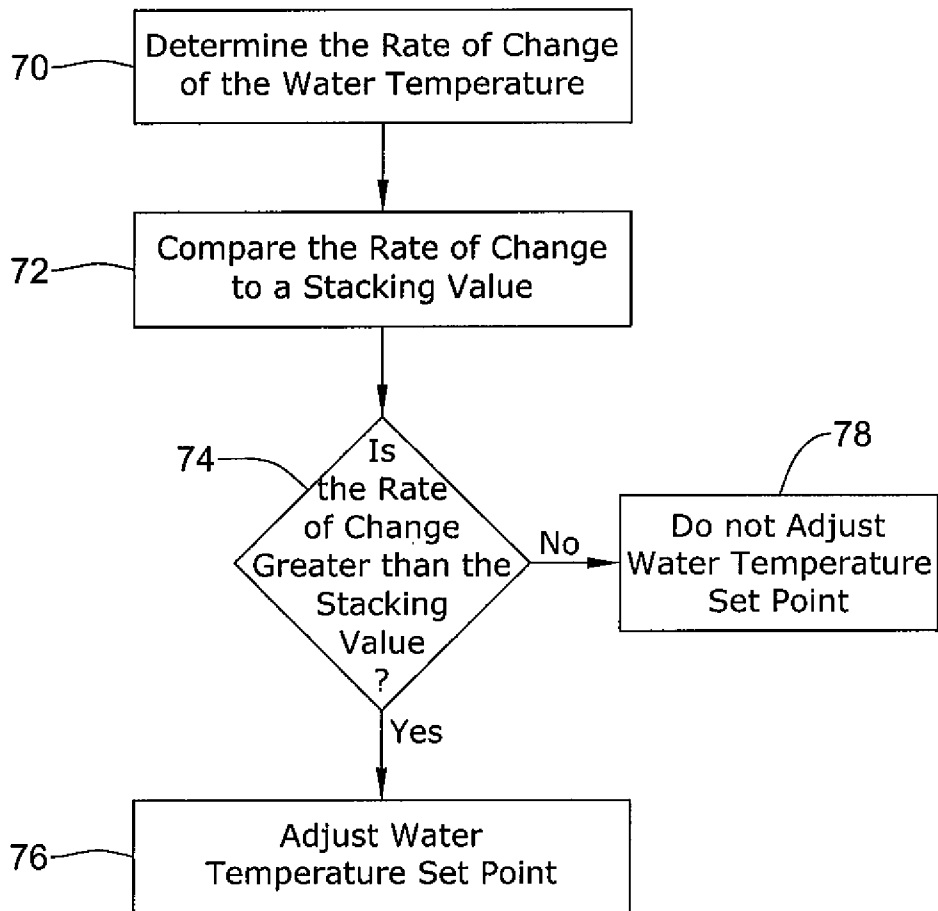 70
Determine the Rate of Change
of the Water Temperature
72
Compare the Rate of Change
to a Stacking Value
74
Is
the Rate
of Change
Greater than the
Stacking
Value
?
No
78
Do not Adjust
Water Temperature
Set Point
Yes
76
Adjust Water
Temperature Set Point